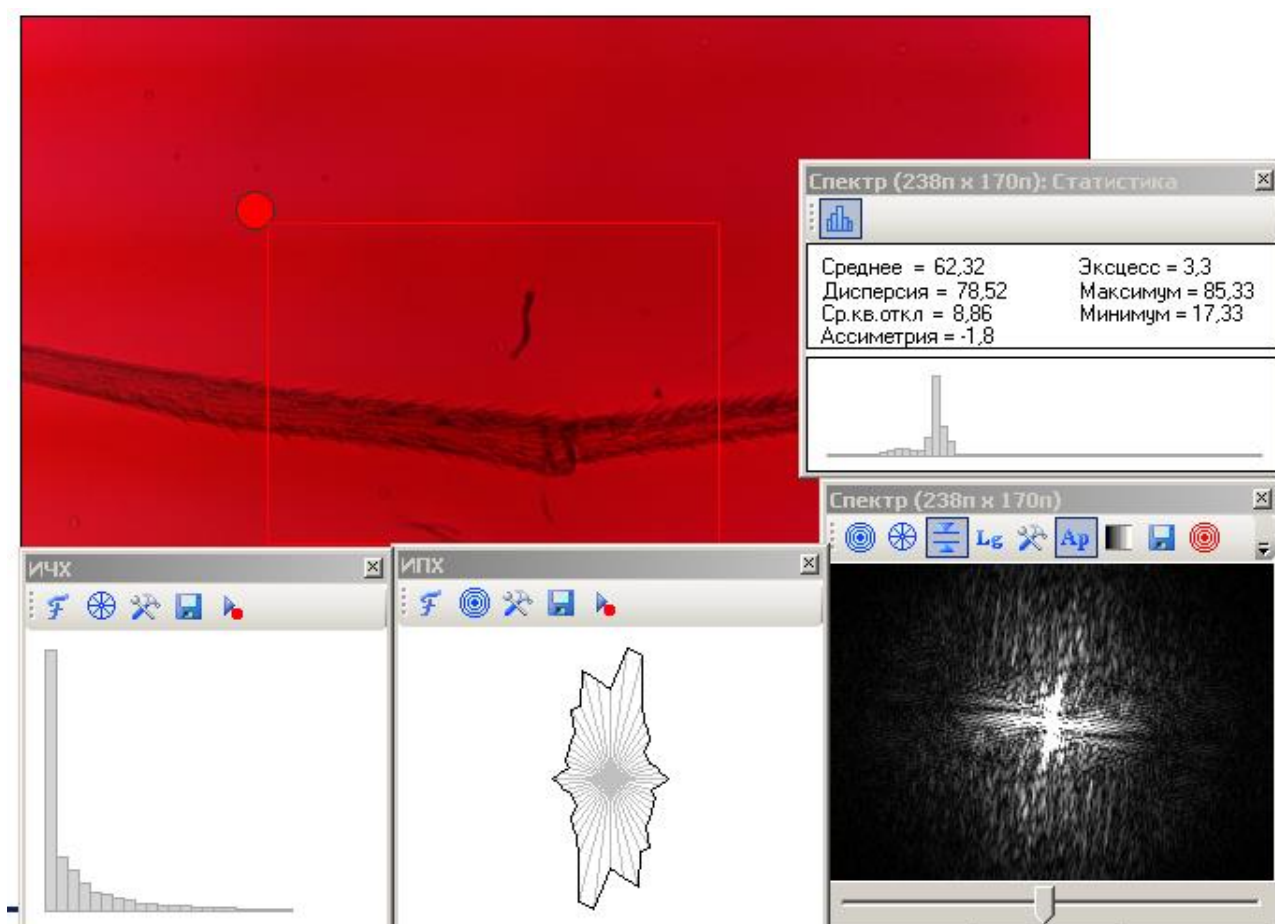 Спектр (238п x 170п): Статистика
Среднее = 62,32
Дисперсия = 78,52
Ср.кв.откл = 8,86
Ассиметрия = -1,8
Эксцесс = 3,3
Максимум = 85,33
Минимум = 17,33
Спектр (238п x 170п)
Lg
Ap
ИЧХ
F
ИПХ
F